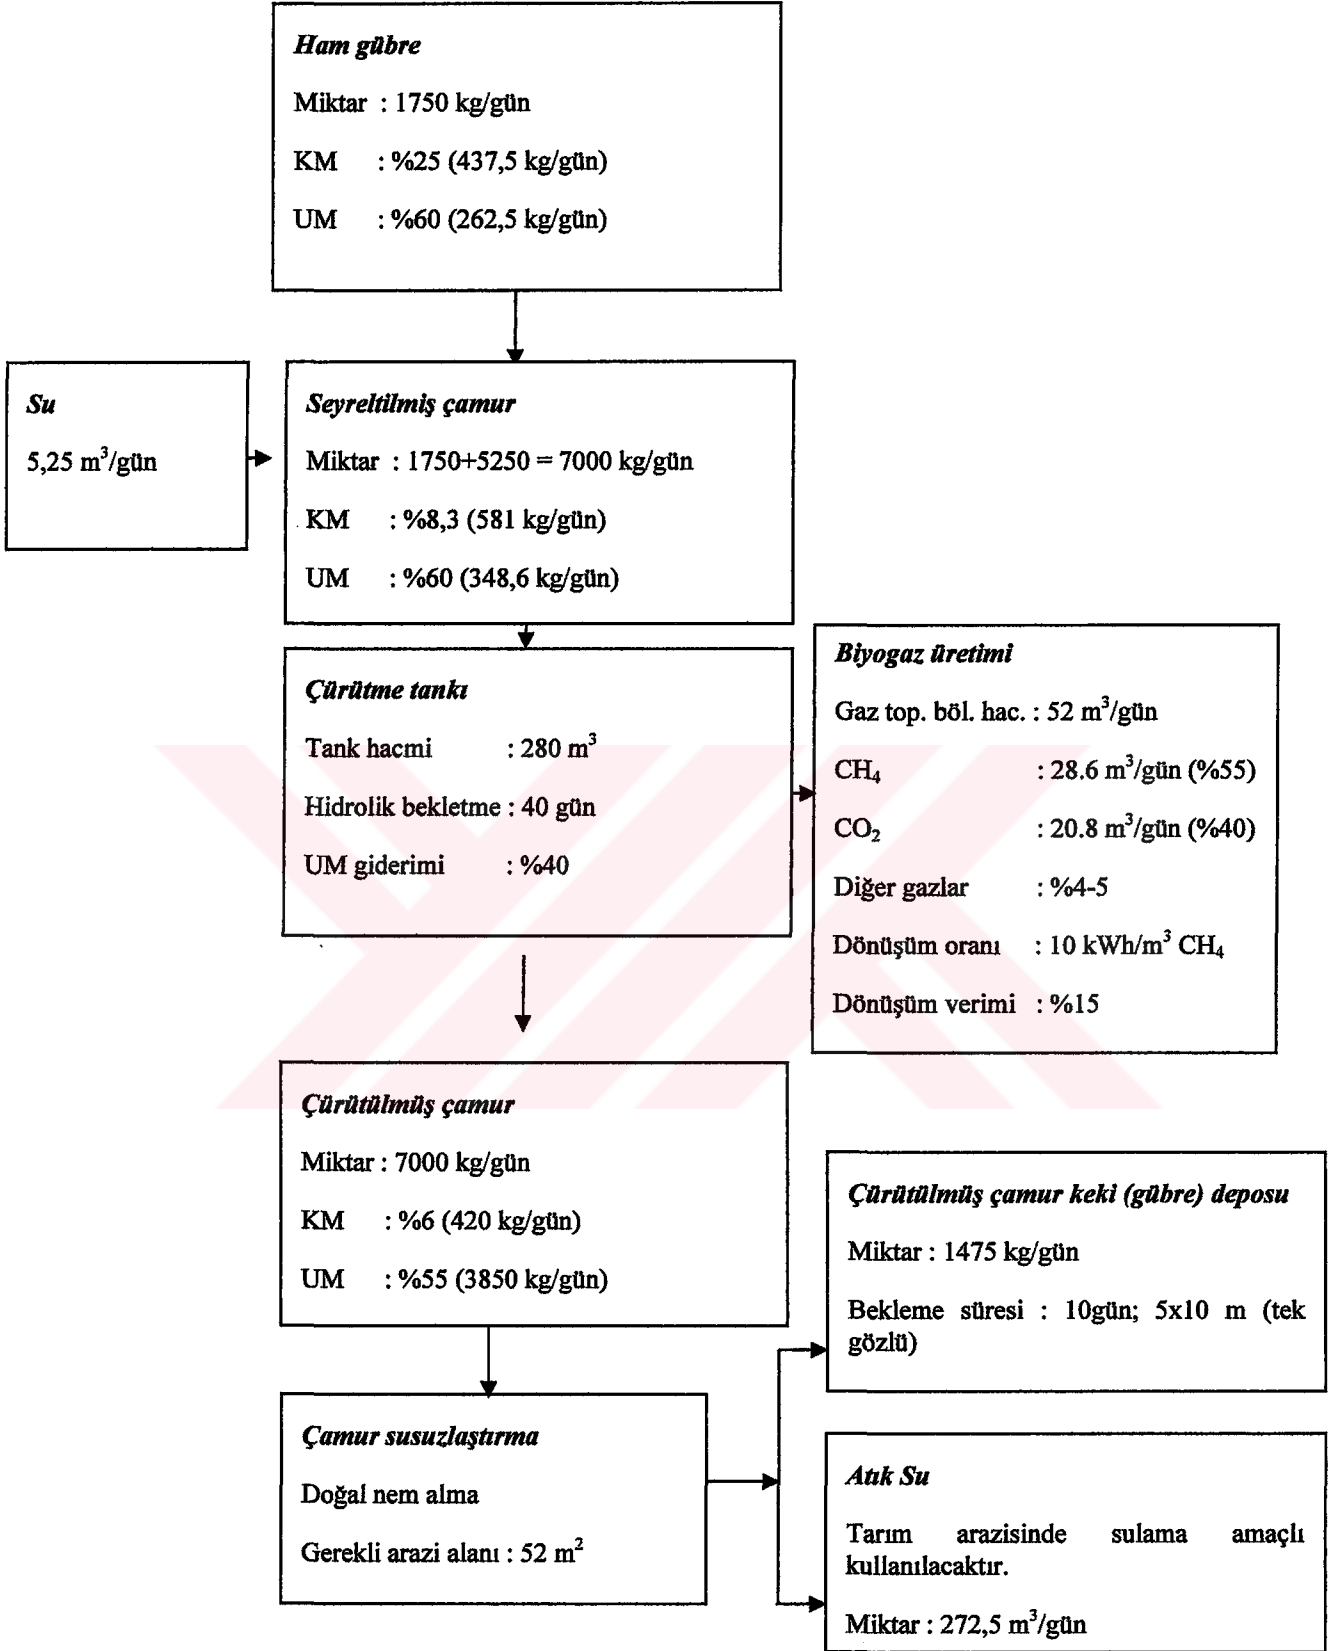 Ham gübre
Miktar : 1750 kg/gün
KM : %25 (437,5 kg/gün)
UM : %60 (262,5 kg/gün)
Su
5,25 m³/gün
Seyreltilmiş çamur
Miktar : 1750+5250 = 7000 kg/gün
KM : %8,3 (581 kg/gün)
UM : %60 (348,6 kg/gün)
Çürütme tankı
Tank hacmi : 280 m³
Hidrolik bekletme : 40 gün
UM giderimi : %40
Biyogaz üretimi
Gaz top. böl. hac. : 52 m³/gün
CH₄ : 28.6 m³/gün (%55)
CO₂ : 20.8 m³/gün (%40)
Diğer gazlar : %4-5
Dönüşüm oranı : 10 kWh/m³ CH₄
Dönüşüm verimi : %15
Çürütülmüş çamur
Miktar : 7000 kg/gün
KM : %6 (420 kg/gün)
UM : %55 (3850 kg/gün)
Çamur susuzlaştırma
Doğal nem alma
Gerekli arazi alanı : 52 m²
Çürütülmüş çamur keki (gübre) deposu
Miktar : 1475 kg/gün
Bekleme süresi : 10gün; 5x10 m (tek
gözlü)
Atık Su
Tarım arazisinde sulama amaçlı
kullanılacaktır.
Miktar : 272,5 m³/gün